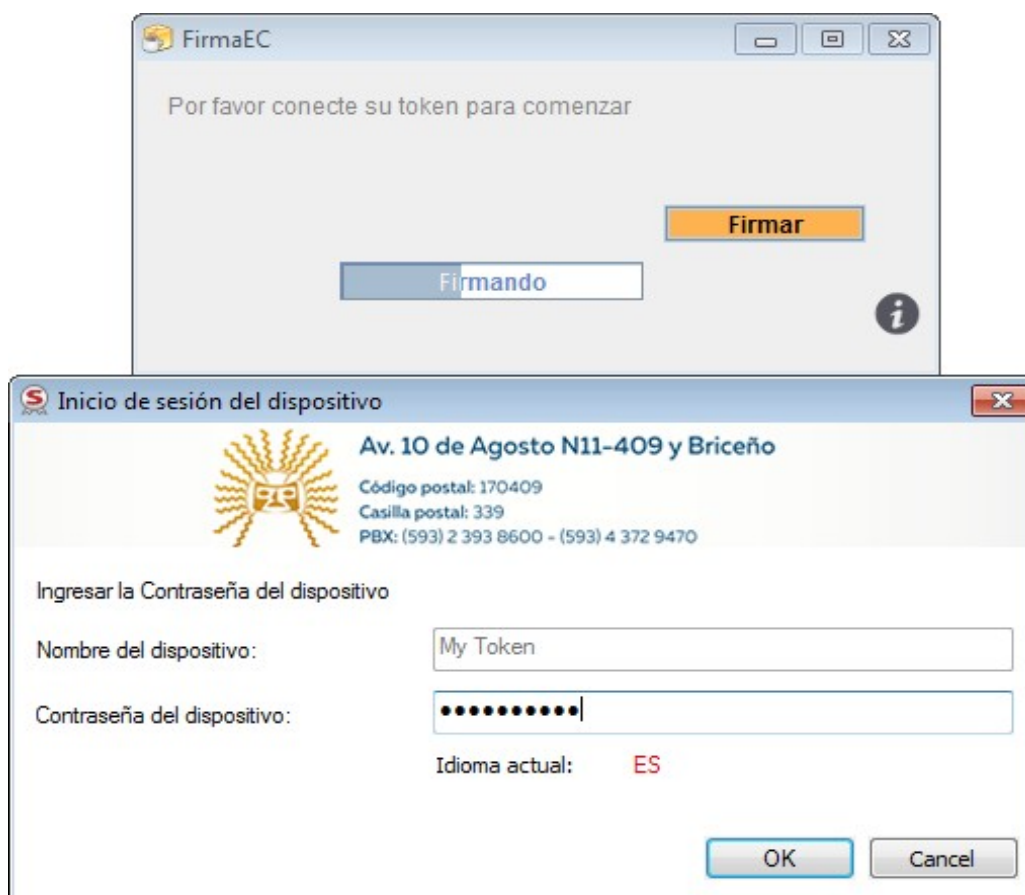 FirmaEC
Por favor conecte su token para comenzar
Firmar
Firmando
Inicio de sesión del dispositivo
Av. 10 de Agosto N11-409 y Briceño
Código postal: 170409
Casilla postal: 339
PBX: (593) 2 393 8600 - (593) 4 372 9470
Ingresar la Contraseña del dispositivo
Nombre del dispositivo: My Token
Contraseña del dispositivo: ●●●●●●●●●●
Idioma actual: ES
OK Cancel